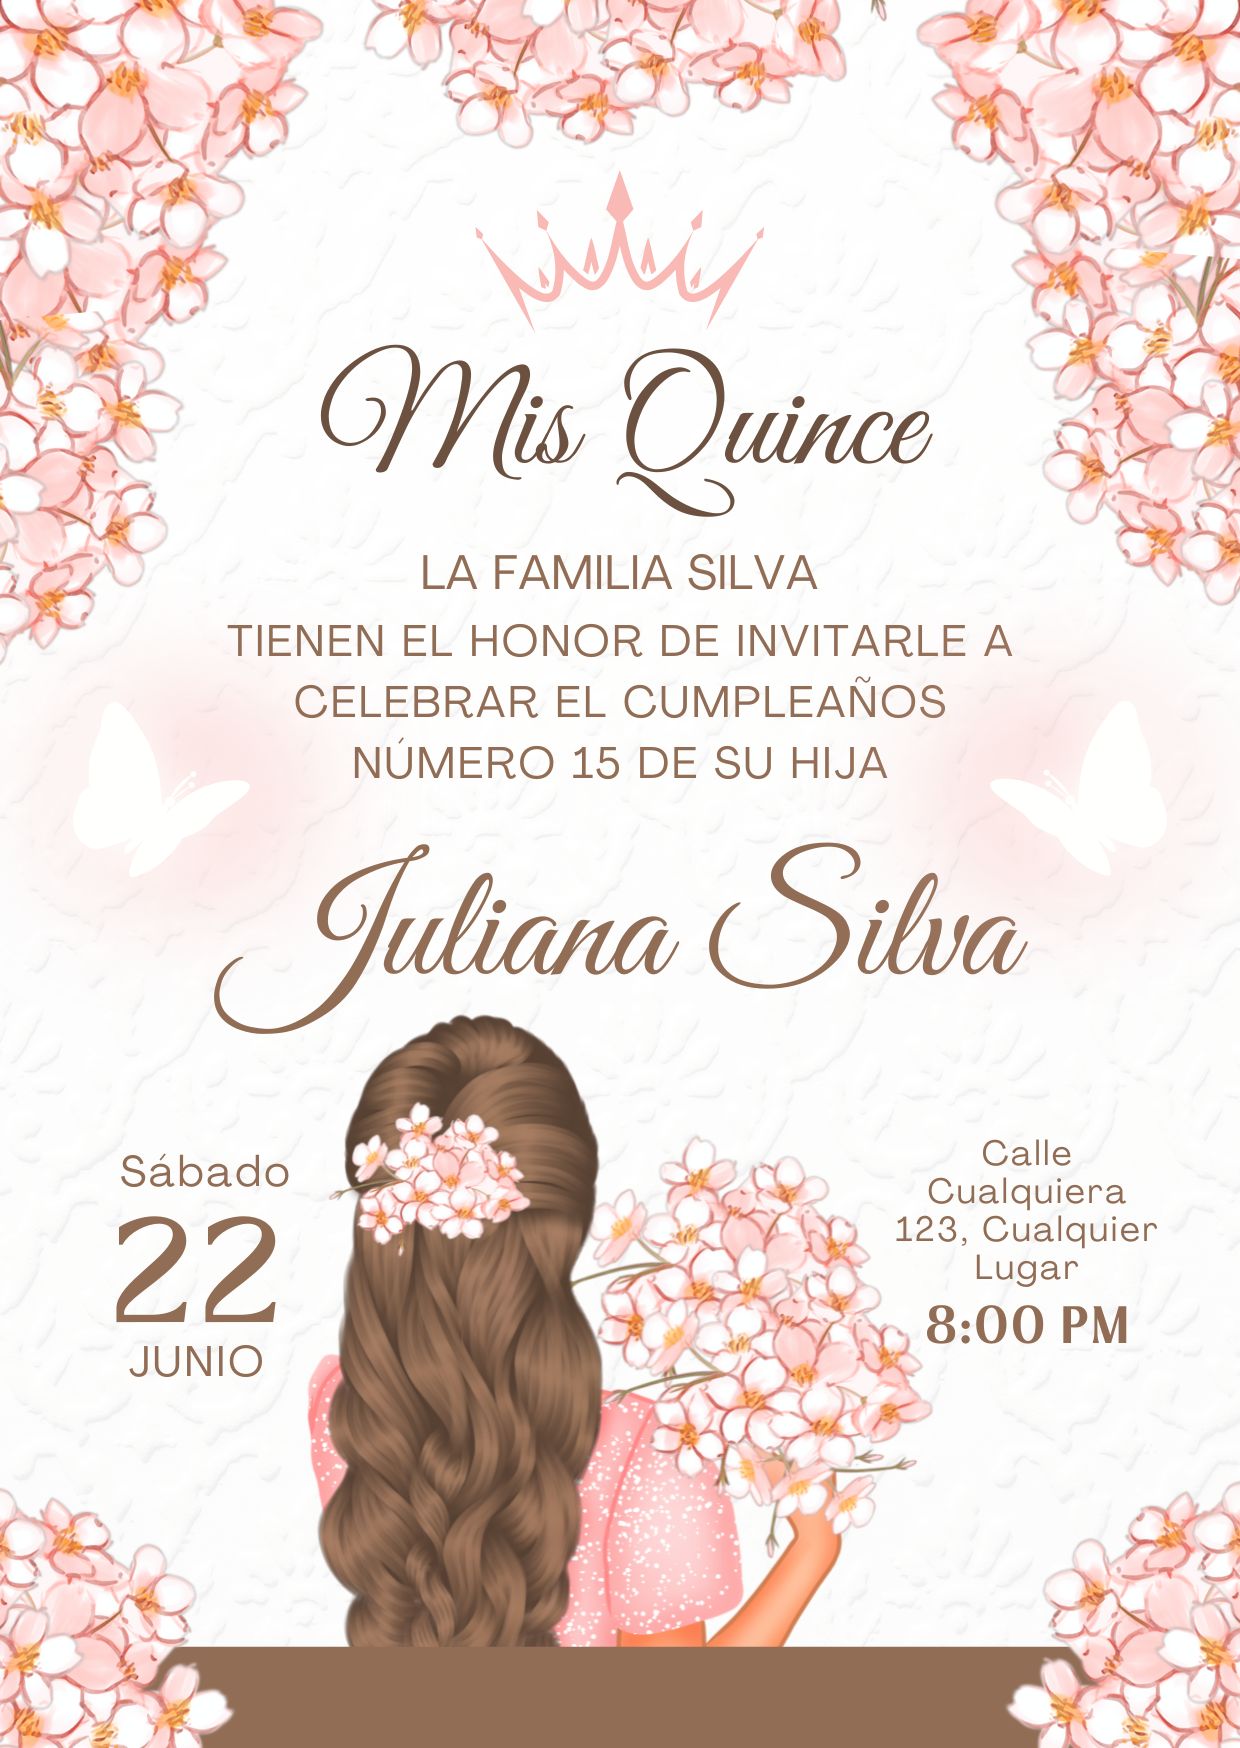 Mis Quince
LA FAMILIA SILVA
TIENEN EL HONOR DE INVITARLE A
CELEBRAR EL CUMPLEAÑOS
NÚMERO 15 DE SU HIJA
Juliana Silva
Sábado
22
JUNIO
Calle
Cualquiera
123, Cualquier
Lugar
8:00 PM